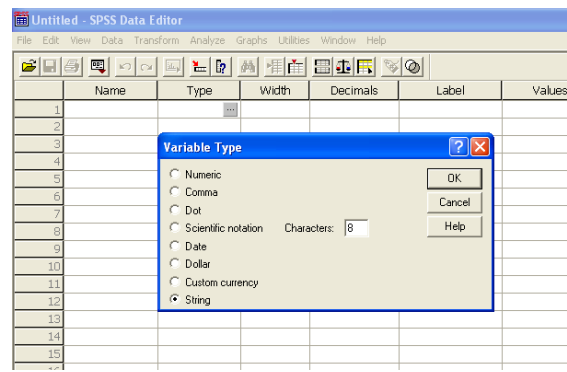 Untitled - SPSS Data Editor
File Edit View Data Transform Analyze Graphs Utilities Window Help
Name Type Width Decimals Label Values
1
2
3
Variable Type
4
Numeric
5
OK
Comma
6
Cancel
Dot
7
Scientific notation Characters: 8
Help
8
Date
9
Dollar
10
Custom currency
11
String
12
13
14
15